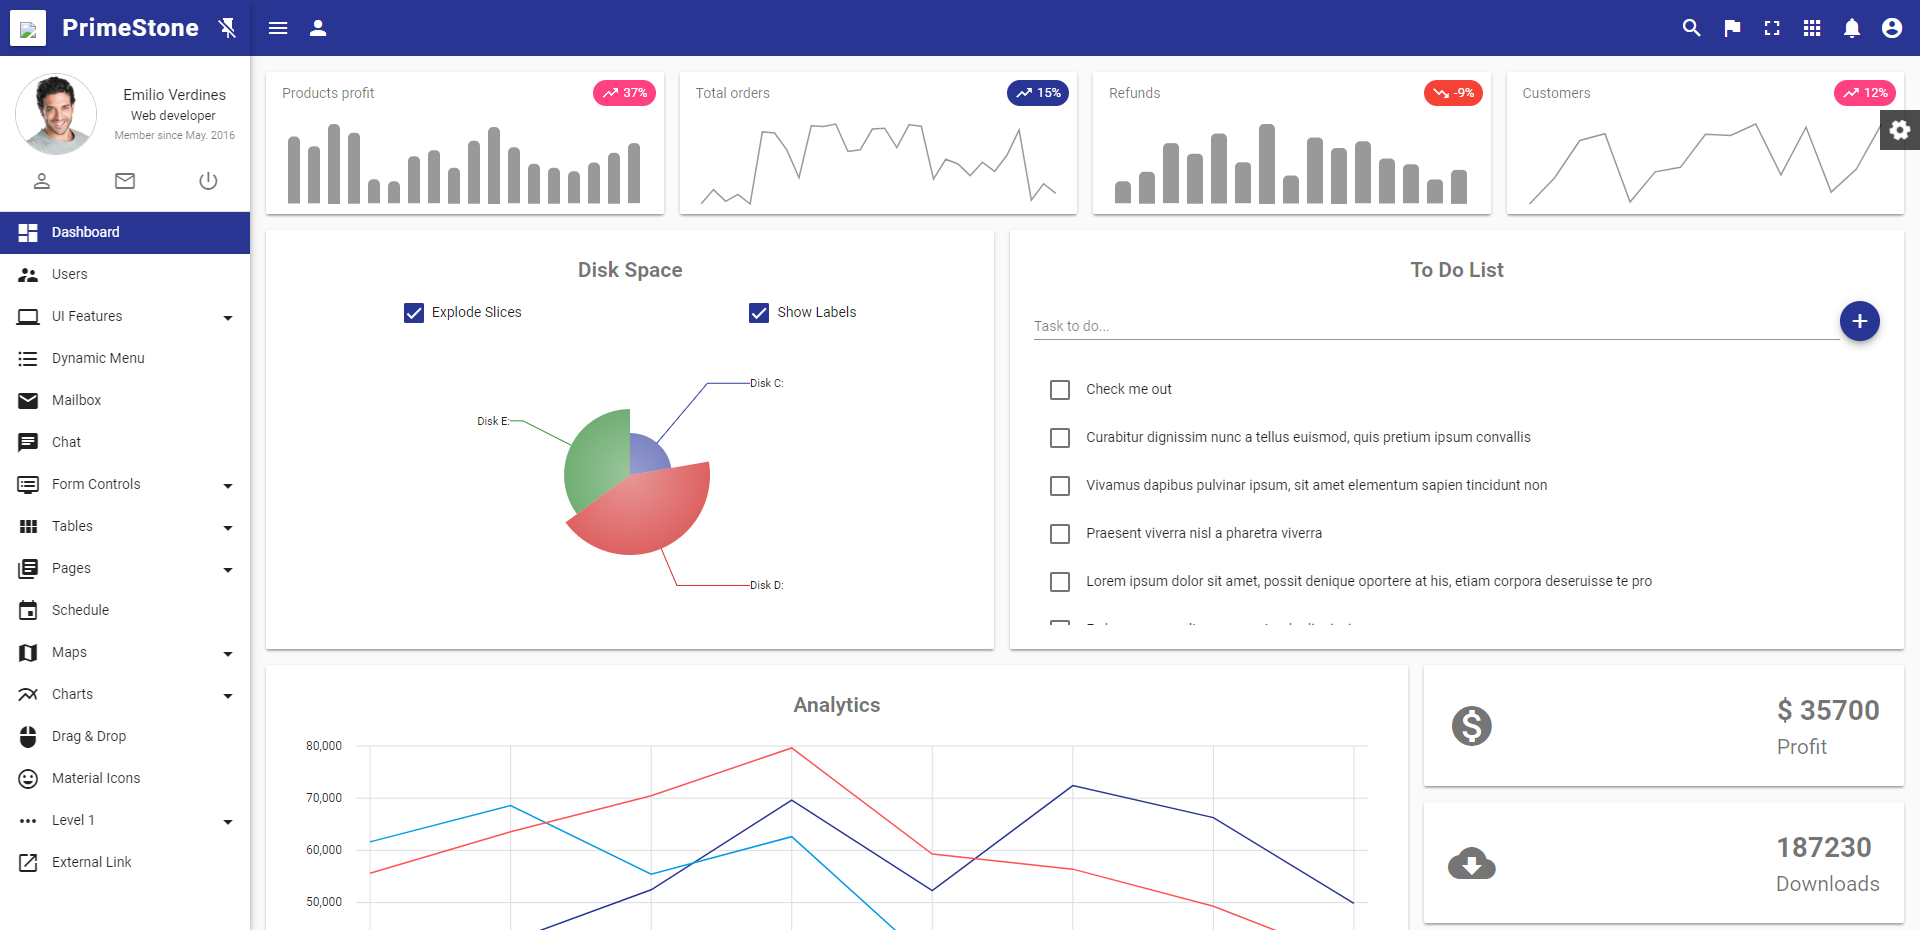 PrimeStone
Emilio Verdines
Web developer
Member since May. 2016
Dashboard
Users
UI Features
Dynamic Menu
Mailbox
Chat
Form Controls
Tables
Pages
Schedule
Maps
Charts
Drag & Drop
Material Icons
Level 1
External Link
Products profit
37%
Total orders
15%
Refunds
-9%
Customers
12%
Disk Space
Explode Slices
Show Labels
Disk C:
Disk E:
Disk D:
To Do List
Task to do...
Check me out
Curabitur dignissim nunc a tellus euismod, quis pretium ipsum convallis
Vivamus dapibus pulvinar ipsum, sit amet elementum sapien tincidunt non
Praesent viverra nisl a pharetra viverra
Lorem ipsum dolor sit amet, possit denique oportere at his, etiam corpora deseruisse te pro
Analytics
80,000
70,000
60,000
50,000
$ 35700
Profit
187230
Downloads